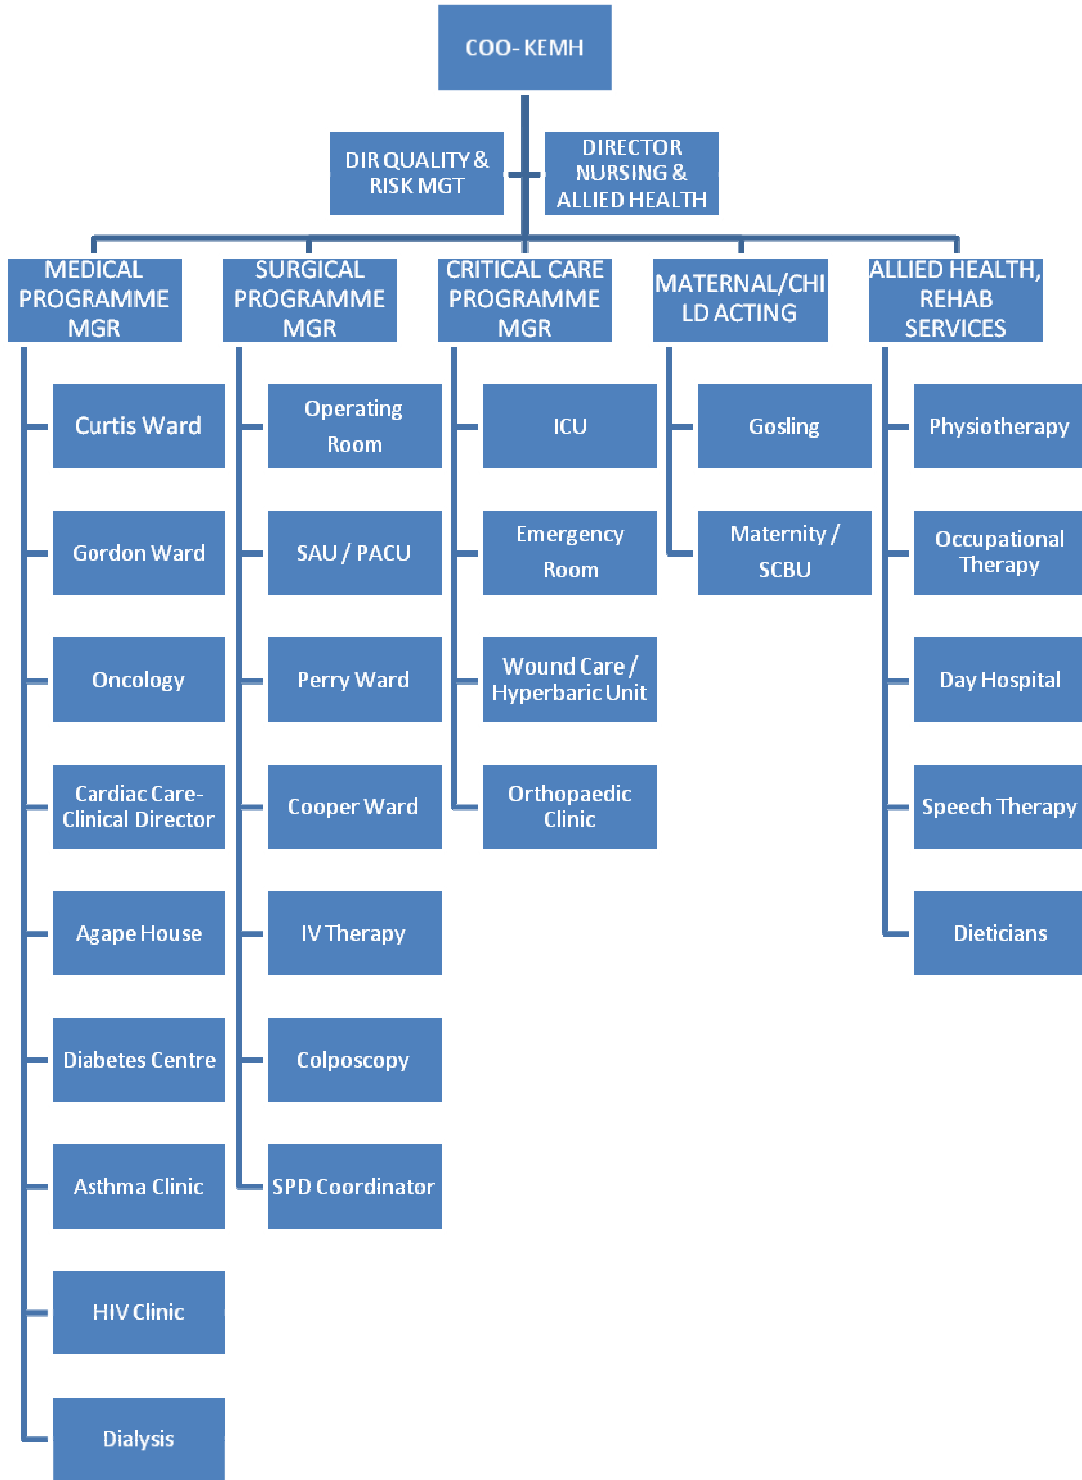 COO- KEMH
DIR QUALITY &
RISK MGT
DIRECTOR
NURSING &
ALLIED HEALTH
MEDICAL
PROGRAMME
MGR
SURGICAL
PROGRAMME
MGR
CRITICAL CARE
PROGRAMME
MGR
MATERNAL/CHI
LD ACTING
ALLIED HEALTH,
REHAB
SERVICES
Curtis Ward
Gordon Ward
Oncology
Cardiac Care-
Clinical Director
Agape House
Diabetes Centre
Asthma Clinic
HIV Clinic
Dialysis
Operating
Room
SAU / PACU
Perry Ward
Cooper Ward
IV Therapy
Colposcopy
SPD Coordinator
ICU
Emergency
Room
Wound Care /
Hyperbaric Unit
Orthopaedic
Clinic
Gosling
Maternity /
SCBU
Physiotherapy
Occupational
Therapy
Day Hospital
Speech Therapy
Dieticians